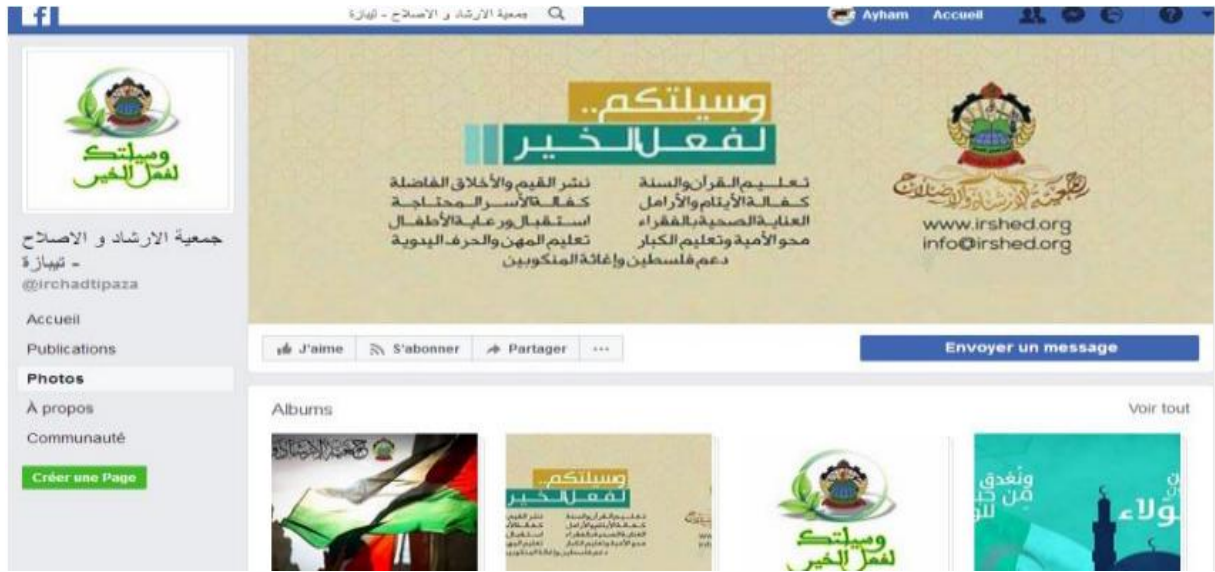 جمعية الارشاد و الاصلاح - تيبازة
Ayham
Accueil
وسيلتك
لفعل الخير
جمعية الارشاد و الاصلاح
- تيبازة
@irchadtipaza
Accueil
Publications
Photos
À propos
Communauté
Créer une Page
وسيلتكم..
لفعل الخير
تعليم القرآن والسنة
نشر القيم والأخلاق الفاضلة
كفالة الأيتام والأرامل
كفالة الأسر المحتاجة
العناية الصحية بالفقراء
استقبال ورعاية الأطفال
محو الأمية وتعليم الكبار
تعليم المهن والحرف اليدوية
دعم فلسطين وإغاثة المنكوبين
جمعية الإرشاد والإصلاح
www.irshed.org
info@irshed.org
J'aime
S'abonner
Partager
Envoyer un message
Albums
Voir tout
وسيلتكم..
لفعل الخير
وسيلتك
لفعل الخير
ونغدق